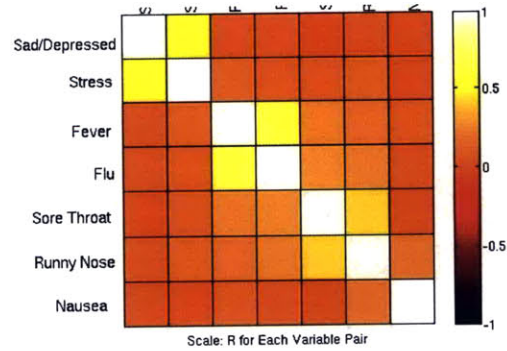 Sad/Depressed
Stress
Fever
Flu
Sore Throat
Runny Nose
Nausea
1
0.5
0
-0.5
-1
Scale: R for Each Variable Pair